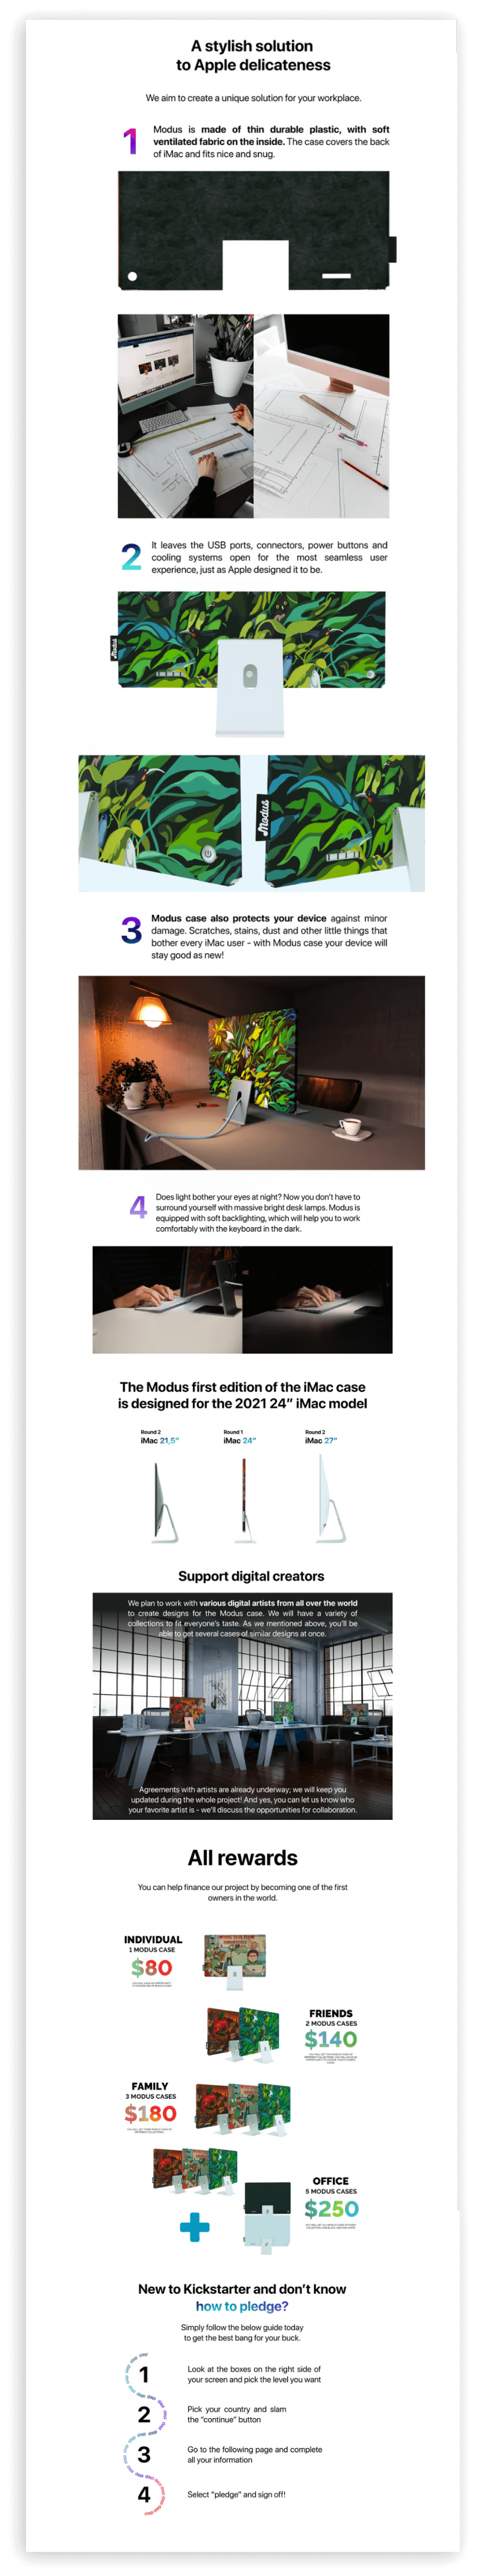 A stylish solution
to Apple delicateness
We aim to create a unique solution for your workplace.
1
Modus is made of thin durable plastic, with soft
ventilated fabric on the inside. The case covers the back
of iMac and fits nice and snug.
2
It leaves the USB ports, connectors, power buttons and
cooling systems open for the most seamless user
experience, just as Apple designed it to be.
Modus
Modus
3
Modus case also protects your device against minor
damage. Scratches, stains, dust and other little things that
bother every iMac user - with Modus case your device will
stay good as new!
4
Does light bother your eyes at night? Now you don't have to
surround yourself with massive bright desk lamps. Modus is
equipped with soft backlighting, which will help you to work
comfortably with the keyboard in the dark.
The Modus first edition of the iMac case
is designed for the 2021 24″ iMac model
Round 2
iMac 21,5″
Round 1
iMac 24″
Round 2
iMac 27″
Support digital creators
We plan to work with various digital artists from all over the world
to create designs for the Modus case. We will have a variety of
collections to fit everyone's taste. As we mentioned above, you'll be
able to get several cases of similar designs at once.
Agreements with artists are already underway; we will keep you
updated during the whole project! And yes, you can let us know who
your favorite artist is - we'll discuss the opportunities for collaboration.
All rewards
You can help finance our project by becoming one of the first
owners in the world.
INDIVIDUAL
1 MODUS CASE
$80
FRIENDS
2 MODUS CASES
$140
FAMILY
3 MODUS CASES
$180
OFFICE
5 MODUS CASES
$250
New to Kickstarter and don't know
how to pledge?
Simply follow the below guide today
to get the best bang for your buck.
1
Look at the boxes on the right side of
your screen and pick the level you want
2
Pick your country and slam
the "continue" button
3
Go to the following page and complete
all your information
4
Select "pledge" and sign off!